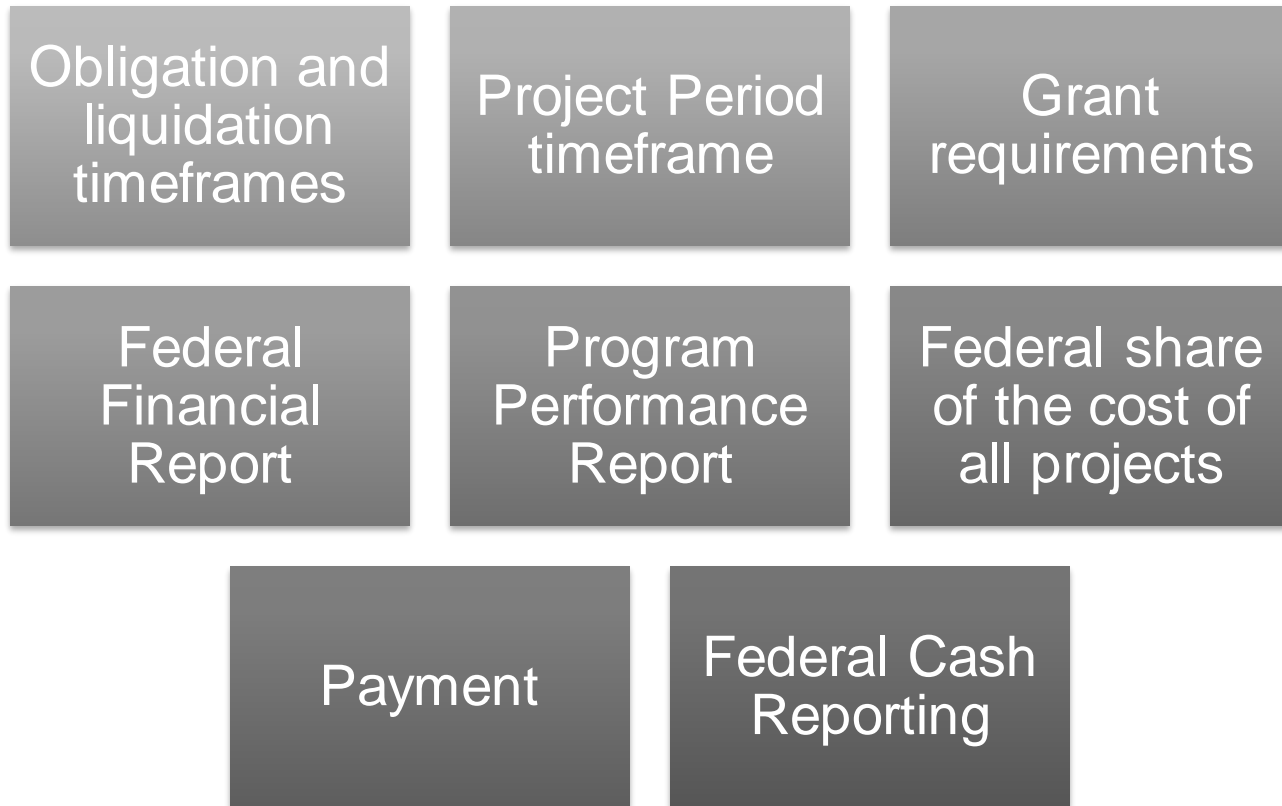 Obligation and
liquidation
timeframes
Project Period
timeframe
Grant
requirements
Federal
Financial
Report
Program
Performance
Report
Federal share
of the cost of
all projects
Payment
Federal Cash
Reporting